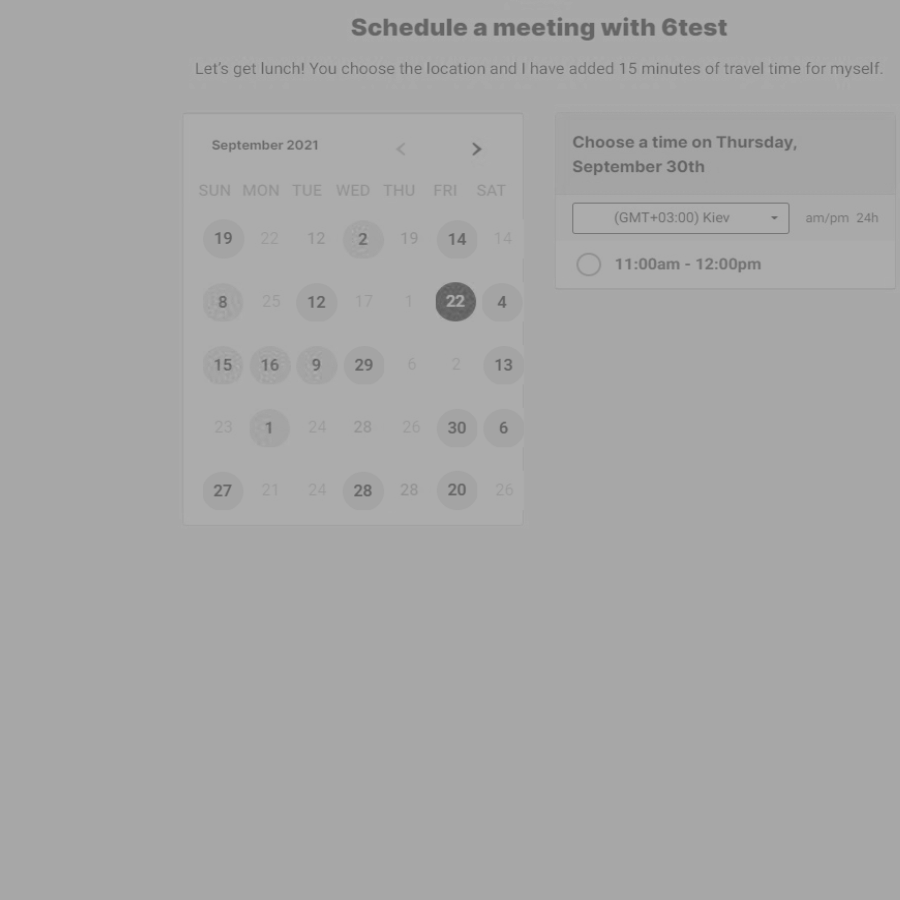 Schedule a meeting with 6test
Let's get lunch! You choose the location and I have added 15 minutes of travel time for myself.
September 2021 < >
SUN MON TUE WED THU FRI SAT
19 22 12 2 19 14 14
8 25 12 17 1 22 4
15 16 9 29 6 2 13
23 1 24 28 26 30 6
27 21 24 28 28 20 26
Choose a time on Thursday,
September 30th
(GMT+03:00) Kiev am/pm 24h
11:00am - 12:00pm